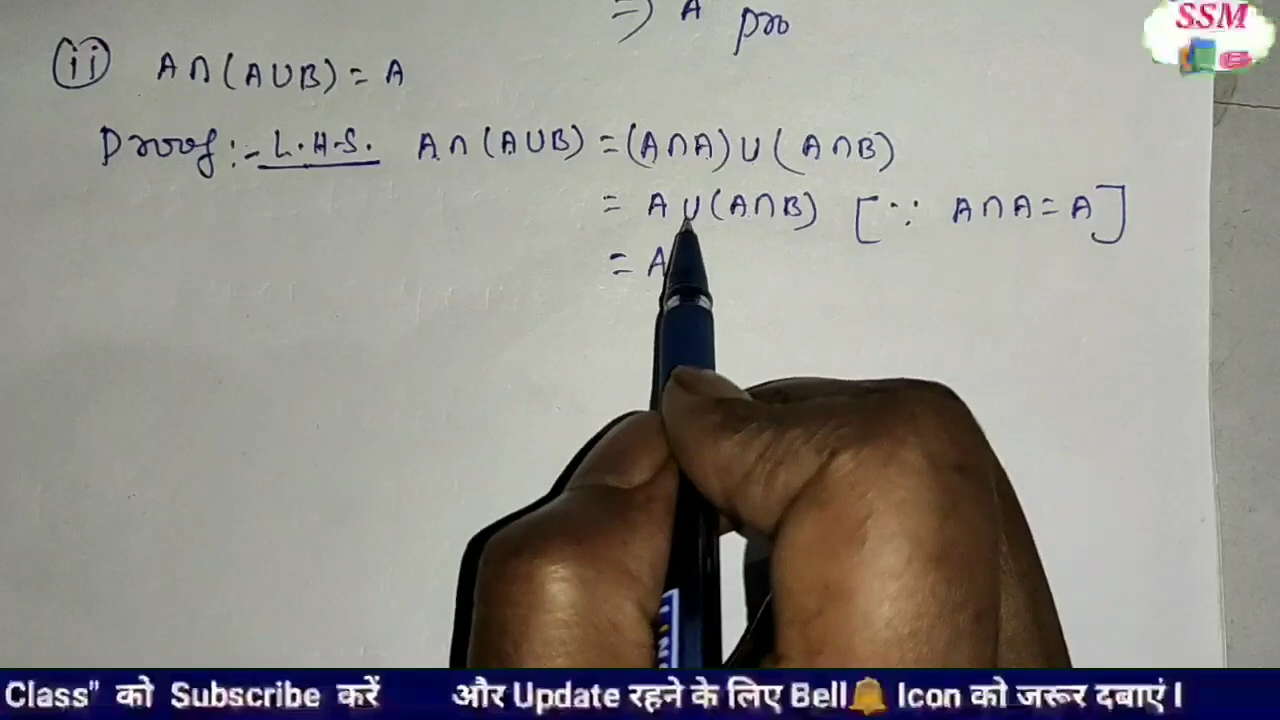 ⇒ A pro
SSM
(ii) A∩(A∪B) = A
Proof:- L.H.S. A∩(A∪B) = (A∩A)∪(A∩B)
= A∪(A∩B) [∵ A∩A = A]
= A
Class" को Subscribe करें और Update रहने के लिए Bell🔔 Icon को जरूर दबाएं।